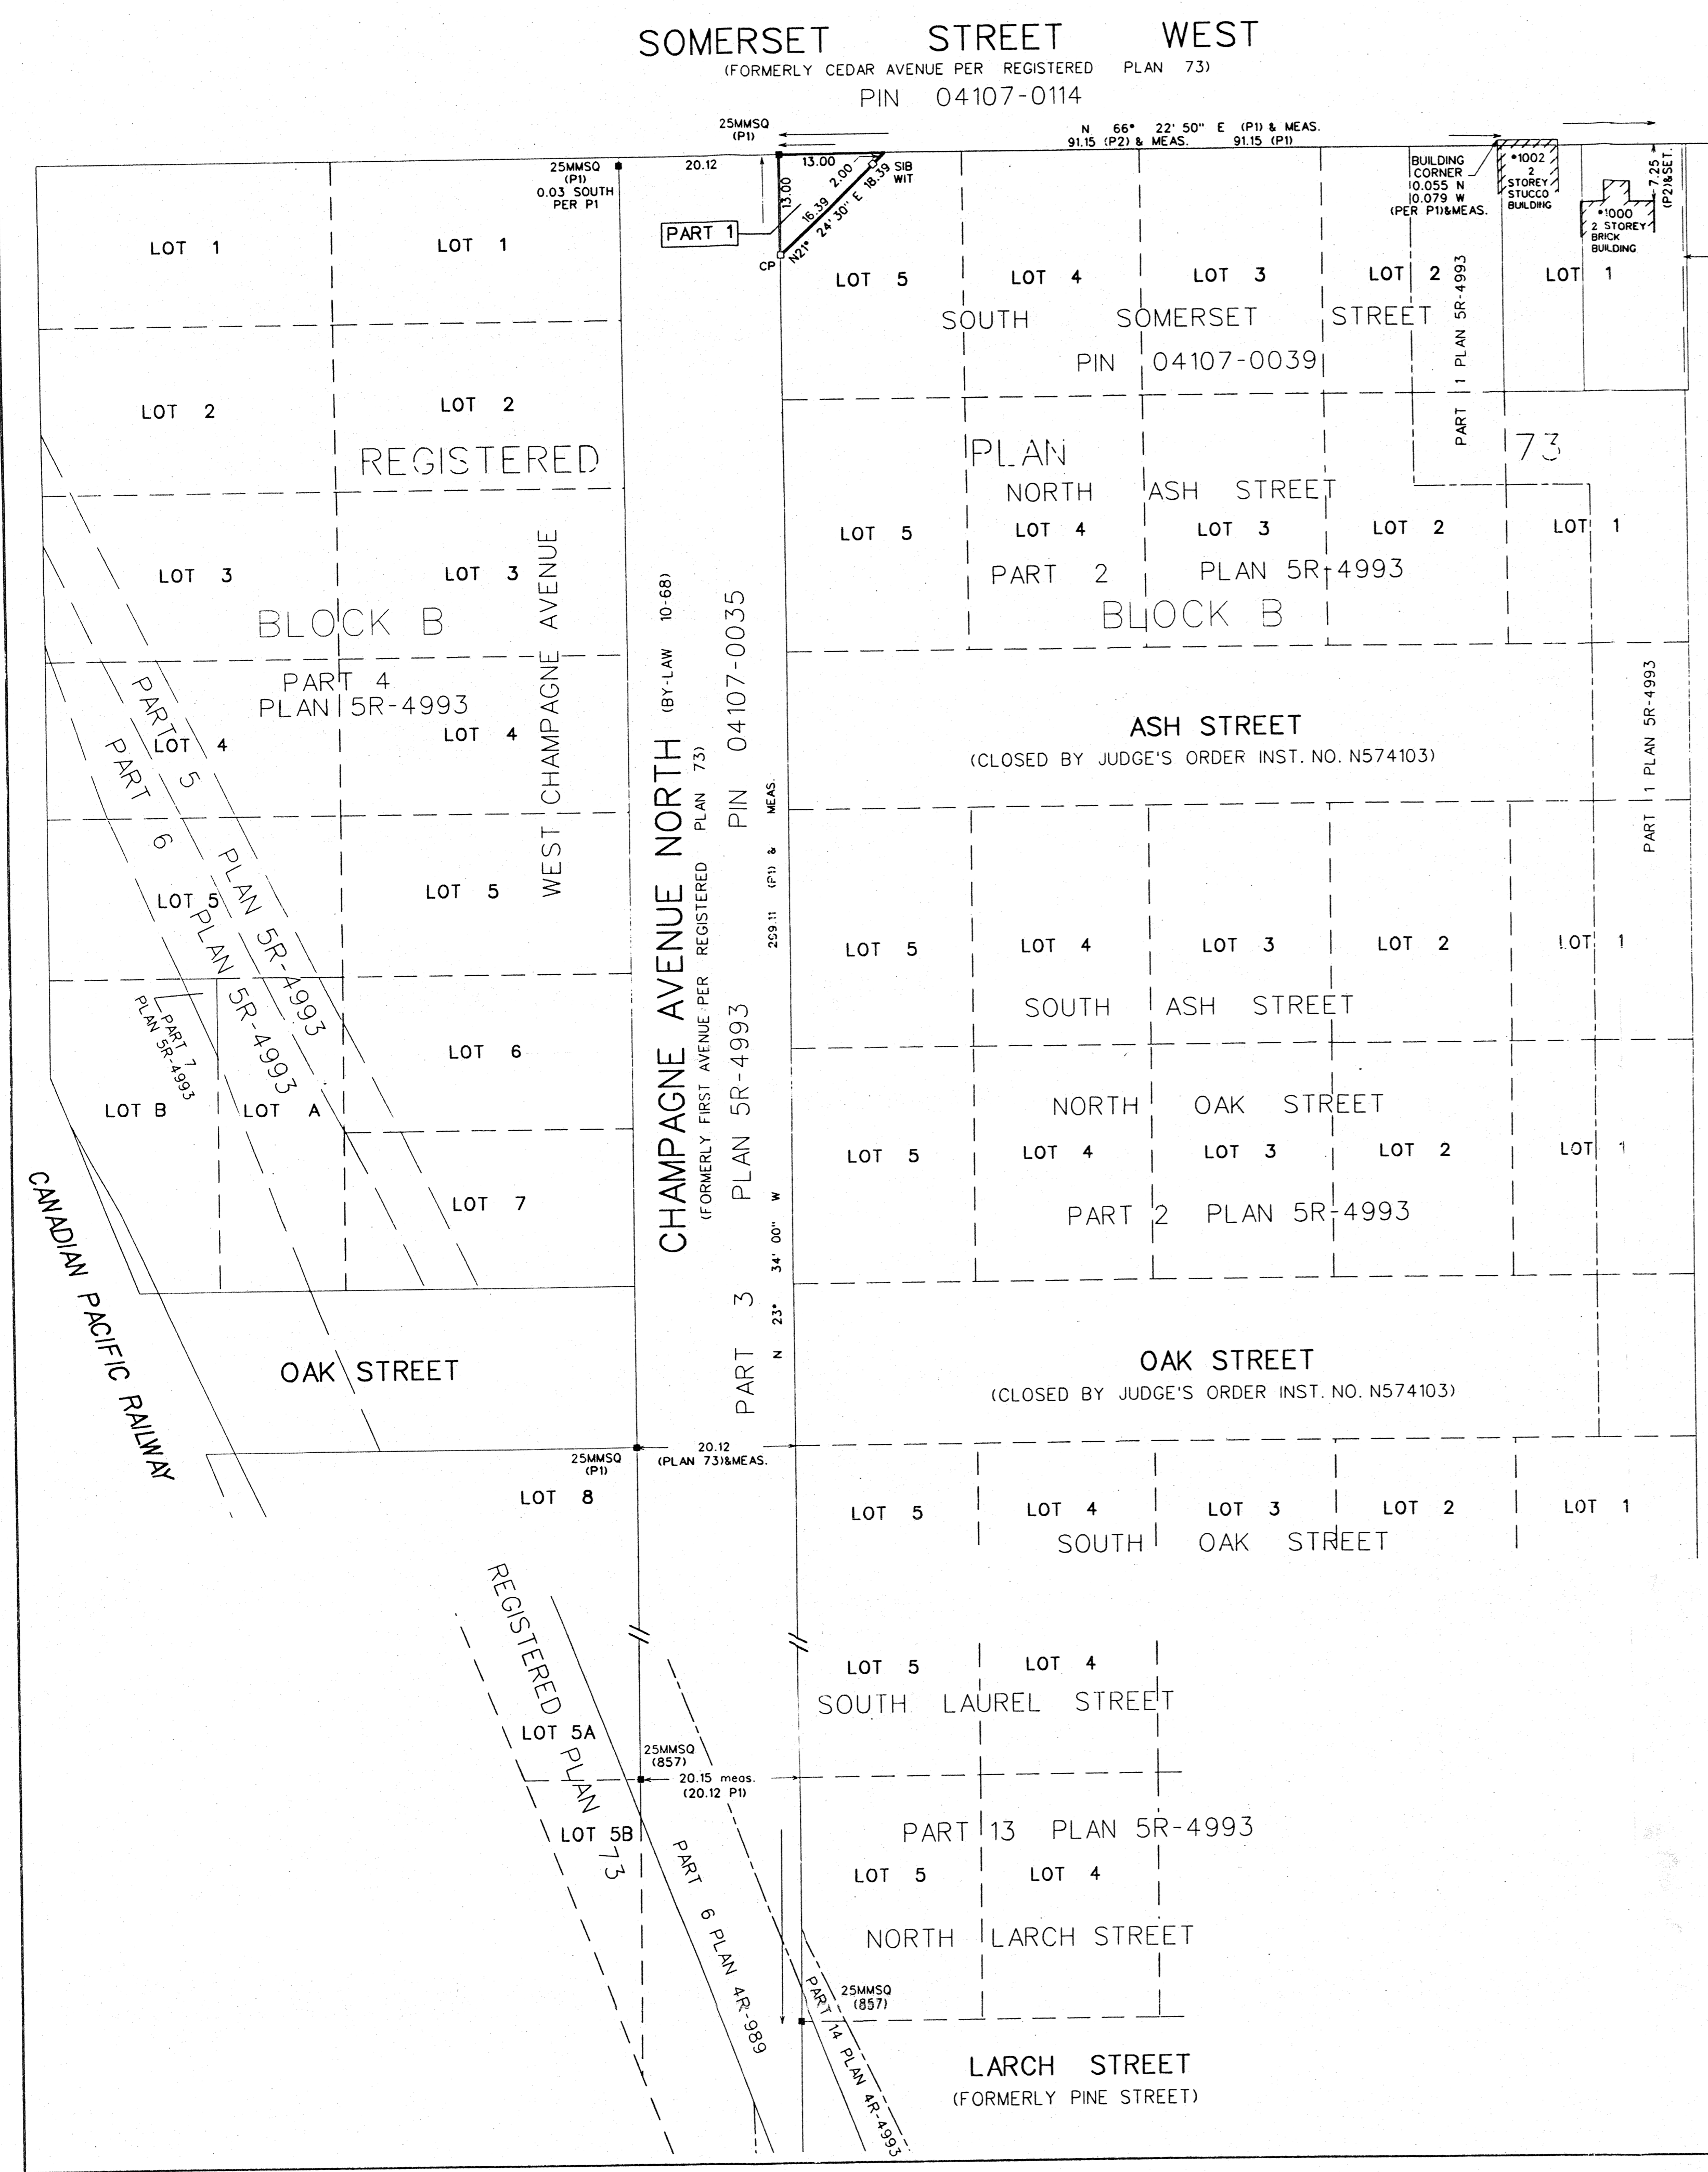 SOMERSET STREET WEST
(FORMERLY CEDAR AVENUE PER REGISTERED PLAN 73)
PIN 04107-0114
25MMSQ
(P1)
N 66° 22' 50" E (P1) & MEAS.
91.15 (P2) & MEAS. 91.15 (P1)
25MMSQ
(P1)
0.03 SOUTH
PER P1
20.12
13.00
13.00
2.00
16.39
18.39
N21° 24' 30" E
SIB
WIT
CP
PART 1
BUILDING
CORNER
0.055 N
0.079 W
(PER P1)&MEAS.
•1002
2
STOREY
STUCCO
BUILDING
•1000
2 STOREY
BRICK
BUILDING
7.25
(P2)&SET.
LOT 1
LOT 1
LOT 5
LOT 4
LOT 3
LOT 2
LOT 1
SOUTH SOMERSET STREET
PIN 04107-0039
PART 1 PLAN 5R-4993
LOT 2
LOT 2
REGISTERED
PLAN
73
NORTH ASH STREET
LOT 5
LOT 4
LOT 3
LOT 2
LOT 1
PART 2 PLAN 5R-4993
BLOCK B
LOT 3
LOT 3
BLOCK B
WEST CHAMPAGNE AVENUE
PART 4
PLAN 5R-4993
LOT 4
LOT 4
PART 5 PLAN 5R-4993
PART 6 PLAN 5R-4993
LOT 5
LOT 5
PART 7
PLAN 5R-4993
LOT 6
LOT B
LOT A
LOT 7
CHAMPAGNE AVENUE NORTH (BY-LAW 10-68)
(FORMERLY FIRST AVENUE PER REGISTERED PLAN 73)
PART 3 PLAN 5R-4993 PIN 04107-0035
N 23° 34' 00" W 299.11 (P1) & MEAS.
ASH STREET
(CLOSED BY JUDGE'S ORDER INST. NO. N574103)
PART 1 PLAN 5R-4993
LOT 5
LOT 4
LOT 3
LOT 2
LOT 1
SOUTH ASH STREET
NORTH OAK STREET
LOT 5
LOT 4
LOT 3
LOT 2
LOT 1
PART 2 PLAN 5R-4993
CANADIAN PACIFIC RAILWAY
OAK STREET
OAK STREET
(CLOSED BY JUDGE'S ORDER INST. NO. N574103)
25MMSQ
(P1)
20.12
(PLAN 73)&MEAS.
LOT 8
LOT 5
LOT 4
LOT 3
LOT 2
LOT 1
SOUTH OAK STREET
REGISTERED PLAN 73
LOT 5
LOT 4
SOUTH LAUREL STREET
LOT 5A
25MMSQ
(857)
20.15 meas.
(20.12 P1)
LOT 5B
PART 13 PLAN 5R-4993
LOT 5
LOT 4
NORTH LARCH STREET
PART 6 PLAN 4R-989
25MMSQ
(857)
PART 14 PLAN 4R-4993
LARCH STREET
(FORMERLY PINE STREET)